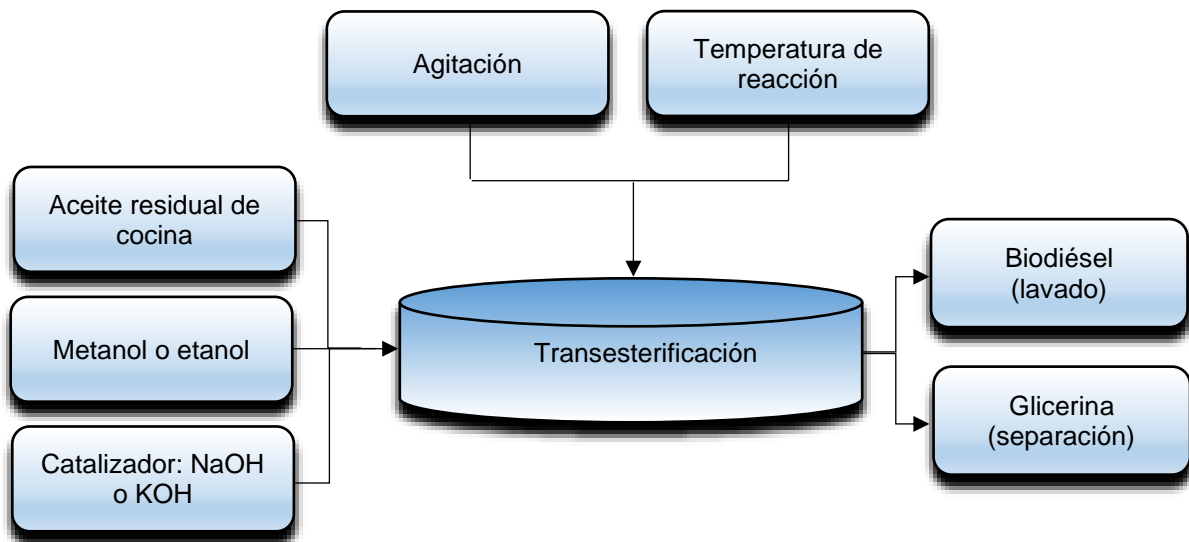 Agitación
Temperatura de
reacción
Aceite residual de
cocina
Metanol o etanol
Catalizador: NaOH
o KOH
Transesterificación
Biodiésel
(lavado)
Glicerina
(separación)